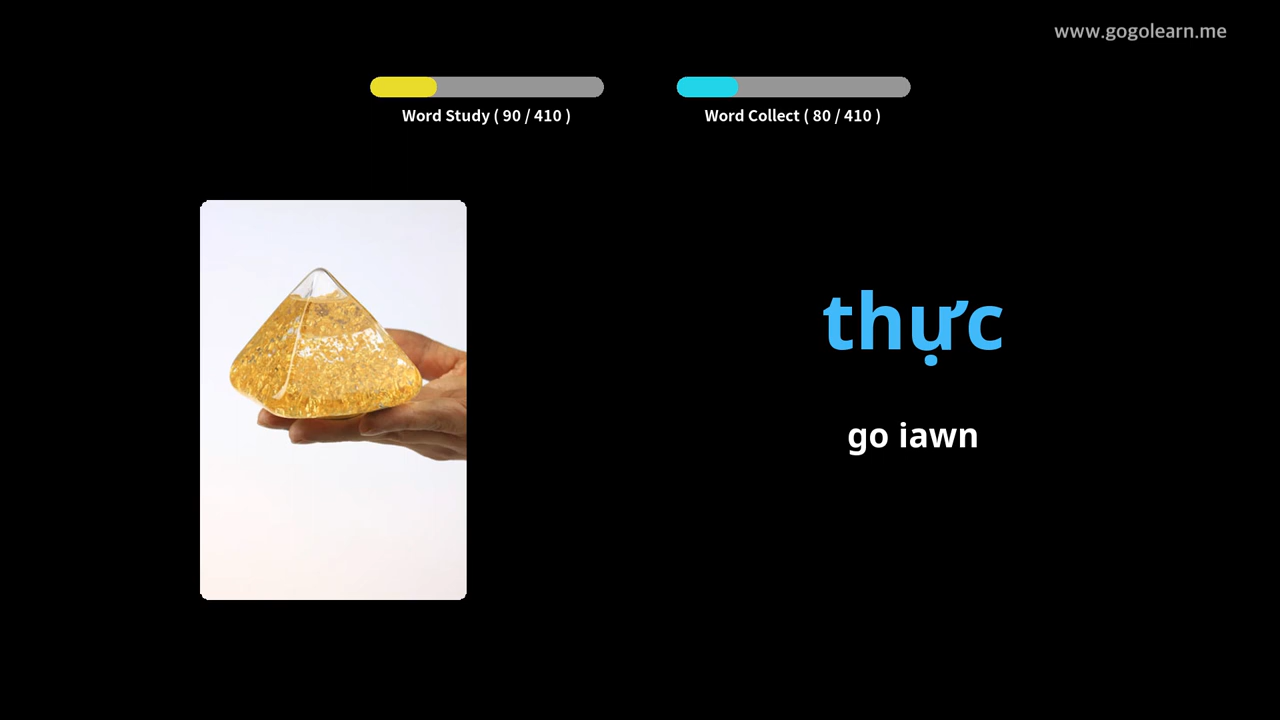 www.gogolearn.me
Word Study ( 90 / 410 )
Word Collect ( 80 / 410 )
thực
go iawn